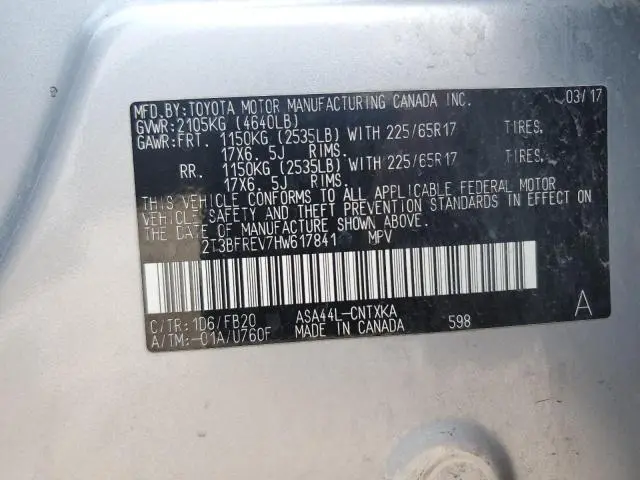 MFD.BY:TOYOTA MOTOR MANUFACTURING CANADA INC. 03/17
GVWR:2105KG (4640LB)
GAWR:FRT. 1150KG (2535LB) WITH 225/65R17 TIRES.
17X6. 5J RIMS.
RR. 1150KG (2535LB) WITH 225/65R17 TIRES.
17X6. 5J RIMS.
THIS VEHICLE CONFORMS TO ALL APPLICABLE FEDERAL MOTOR
VEHICLE SAFETY AND THEFT PREVENTION STANDARDS IN EFFECT ON
THE DATE OF MANUFACTURE SHOWN ABOVE.
2T3BFREV7HW617841 MPV
C/TR:1D6/FB20 ASA44L-CNTXKA A
A/TM:-01A/U760F MADE IN CANADA 598